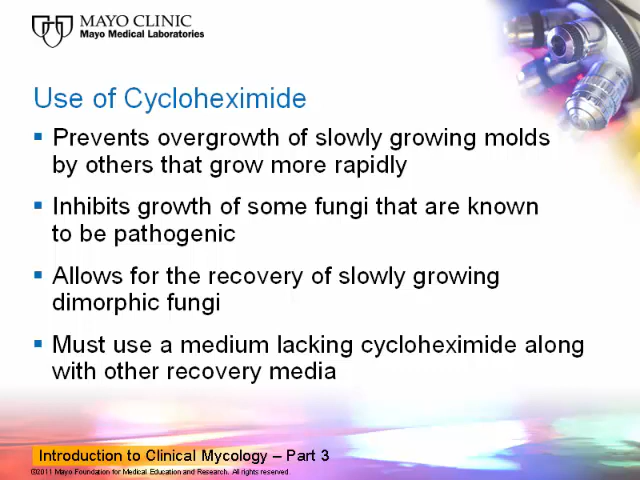 MAYO CLINIC
Mayo Medical Laboratories
Use of Cycloheximide
Prevents overgrowth of slowly growing molds
by others that grow more rapidly
Inhibits growth of some fungi that are known
to be pathogenic
Allows for the recovery of slowly growing
dimorphic fungi
Must use a medium lacking cycloheximide along
with other recovery media
Introduction to Clinical Mycology – Part 3
©2011 Mayo Foundation for Medical Education and Research. All rights reserved.